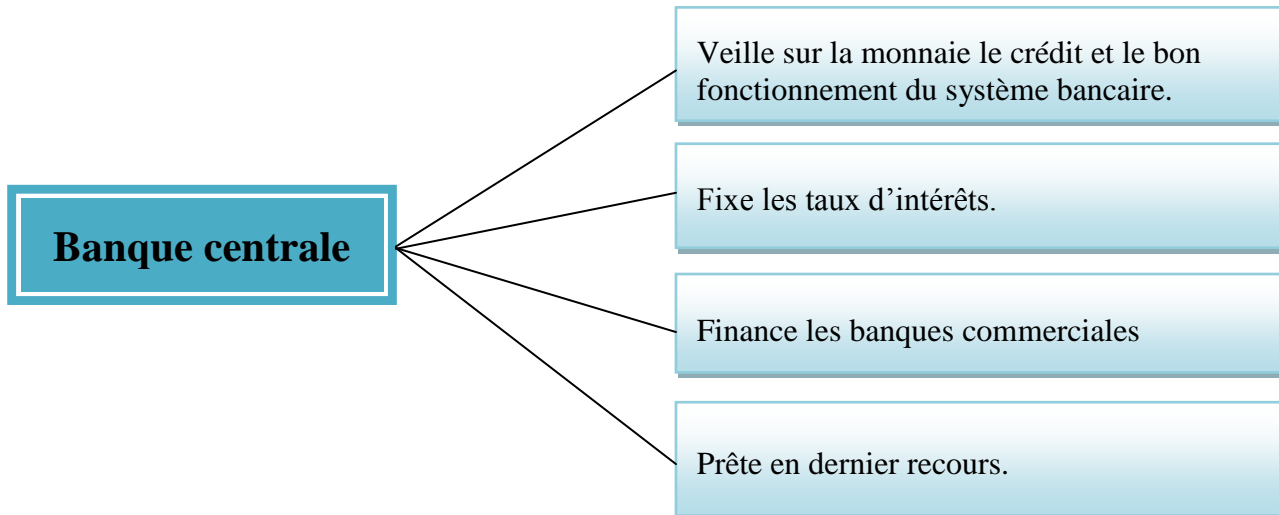 Veille sur la monnaie le crédit et le bon
fonctionnement du système bancaire.
Fixe les taux d’intérêts.
Banque centrale
Finance les banques commerciales
Prête en dernier recours.